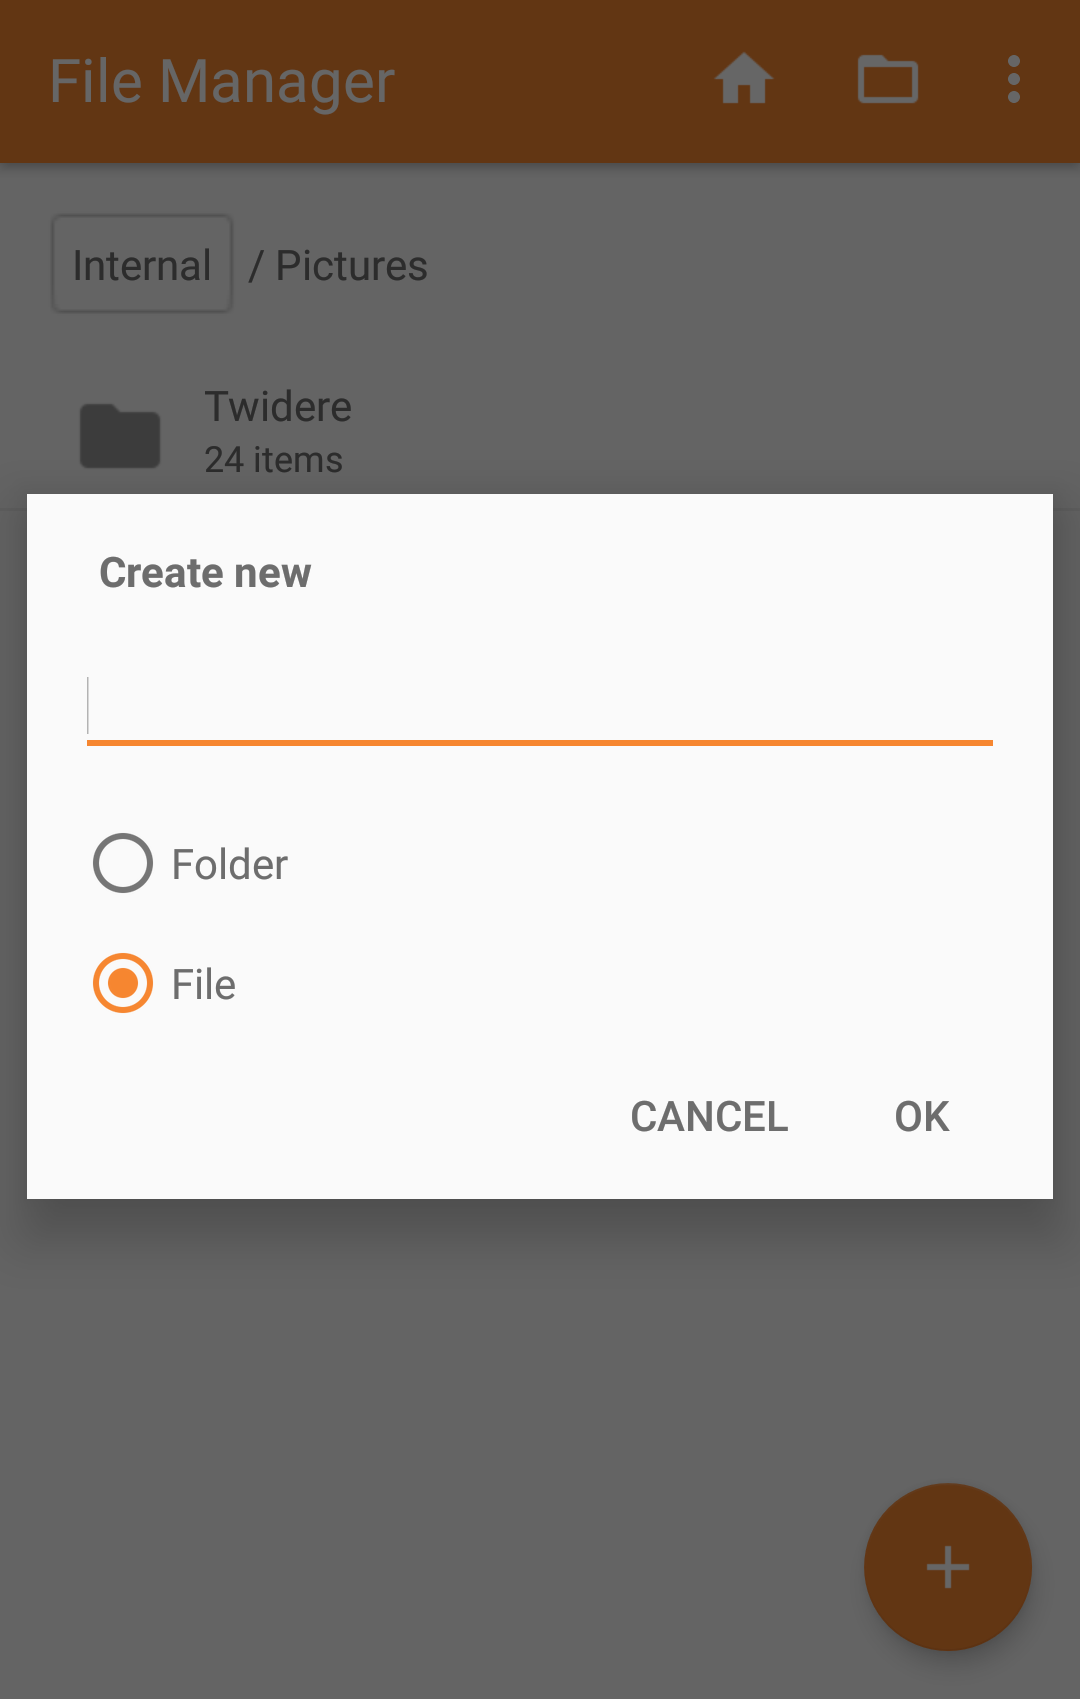 File Manager
Internal / Pictures
Twidere
24 items
Create new
Folder
File
CANCEL OK